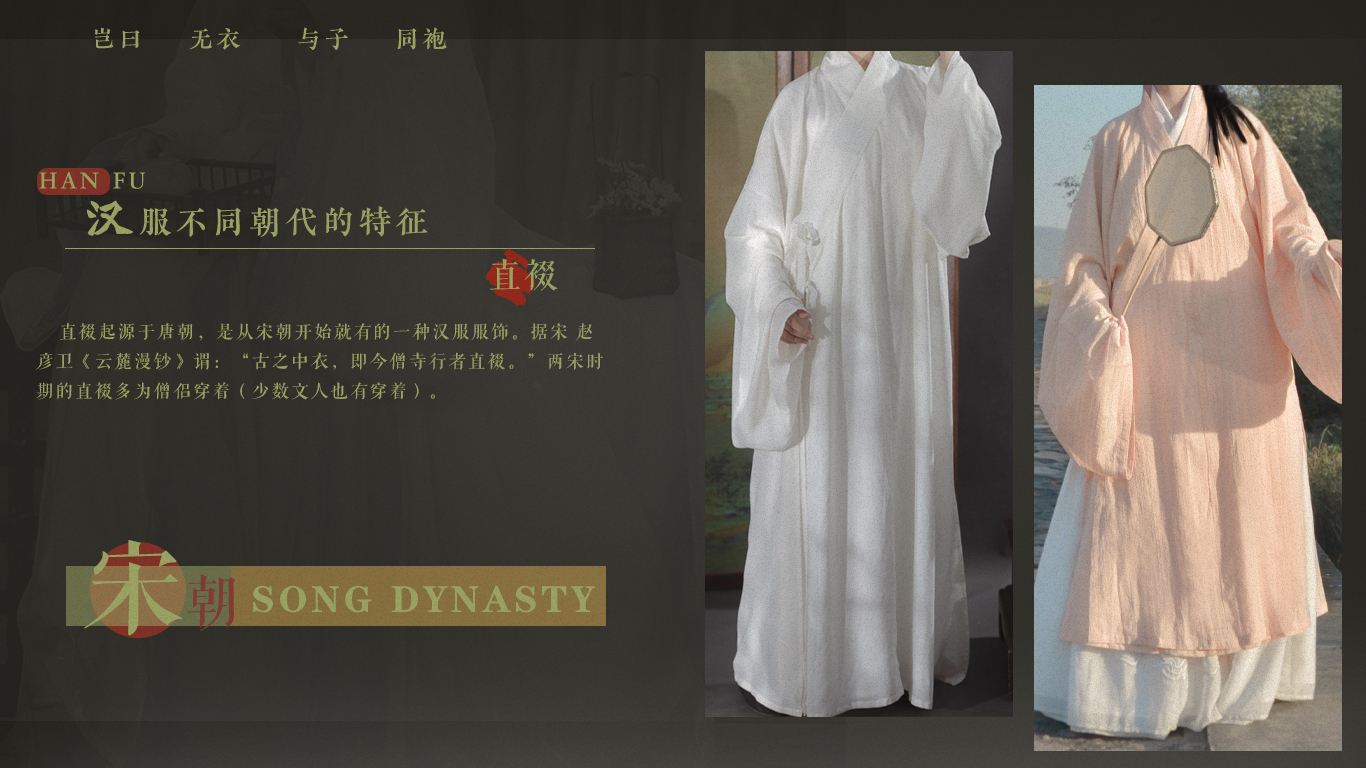 岂曰 无衣 与子 同袍
HAN FU
汉服不同朝代的特征
直裰
直裰起源于唐朝，是从宋朝开始就有的一种汉服服饰。据宋 赵
彦卫《云麓漫钞》谓：“古之中衣，即今僧寺行者直裰。”两宋时
期的直裰多为僧侣穿着（少数文人也有穿着）。
宋朝 SONG DYNASTY